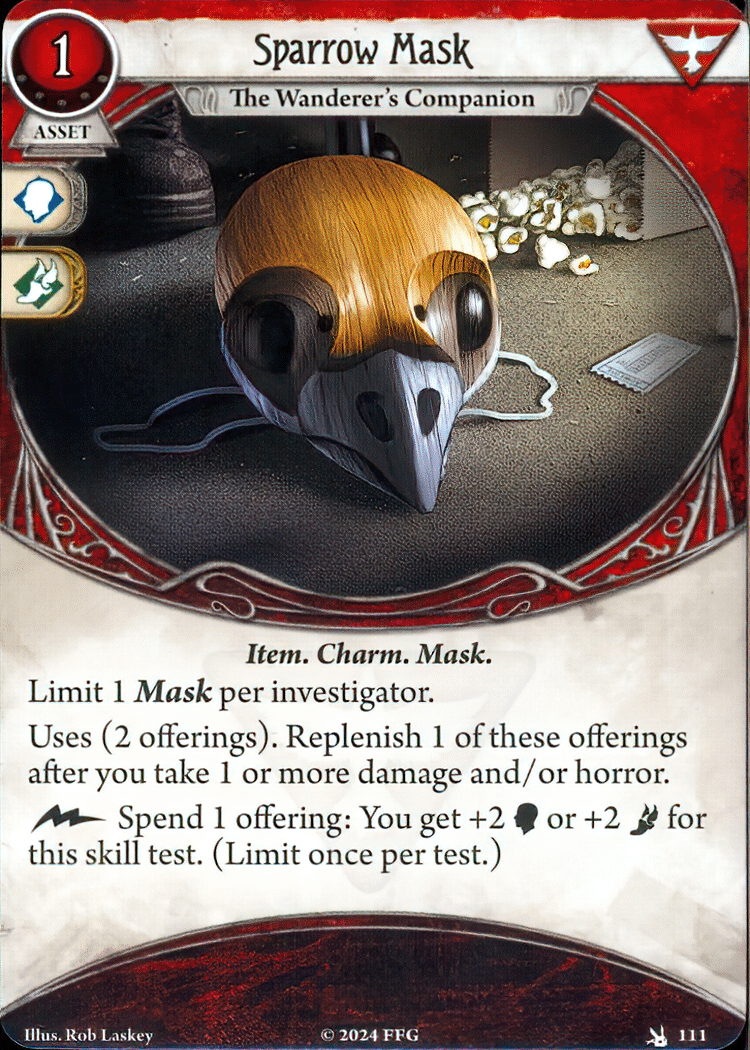 1
Sparrow Mask
The Wanderer's Companion
ASSET
Item. Charm. Mask.
Limit 1 Mask per investigator.
Uses (2 offerings). Replenish 1 of these offerings
after you take 1 or more damage and/or horror.
Spend 1 offering: You get +2 or +2 for
this skill test. (Limit once per test.)
Illus. Rob Laskey
© 2024 FFG
111